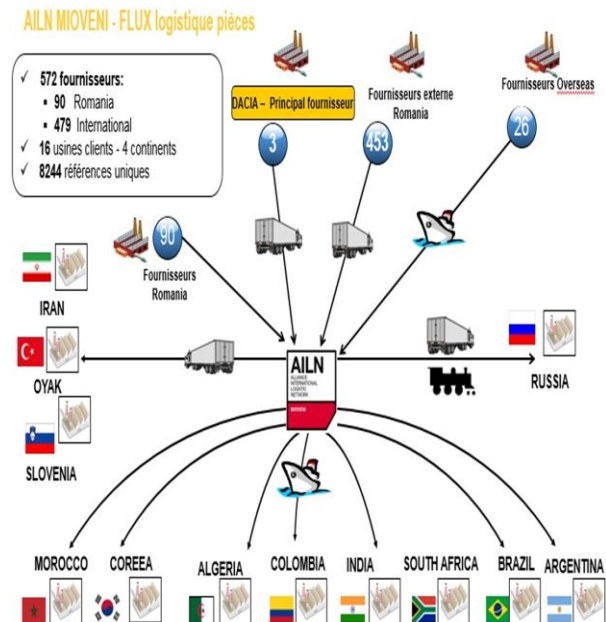 AILN MIOVENI - FLUX logistique pièces
572 fournisseurs:
90 Romania
479 International
16 usines clients - 4 continents
8244 références uniques
DACIA – Principal fournisseur
3
Fournisseurs externe
Romania
453
Fournisseurs Overseas
26
90
Fournisseurs
Romania
IRAN
OYAK
SLOVENIA
AILN
ALLIANCE
INTERNATIONAL
LOGISTIC
NETWORK
MIOVENI
RUSSIA
MOROCCO
COREEA
ALGERIA
COLOMBIA
INDIA
SOUTH AFRICA
BRAZIL
ARGENTINA